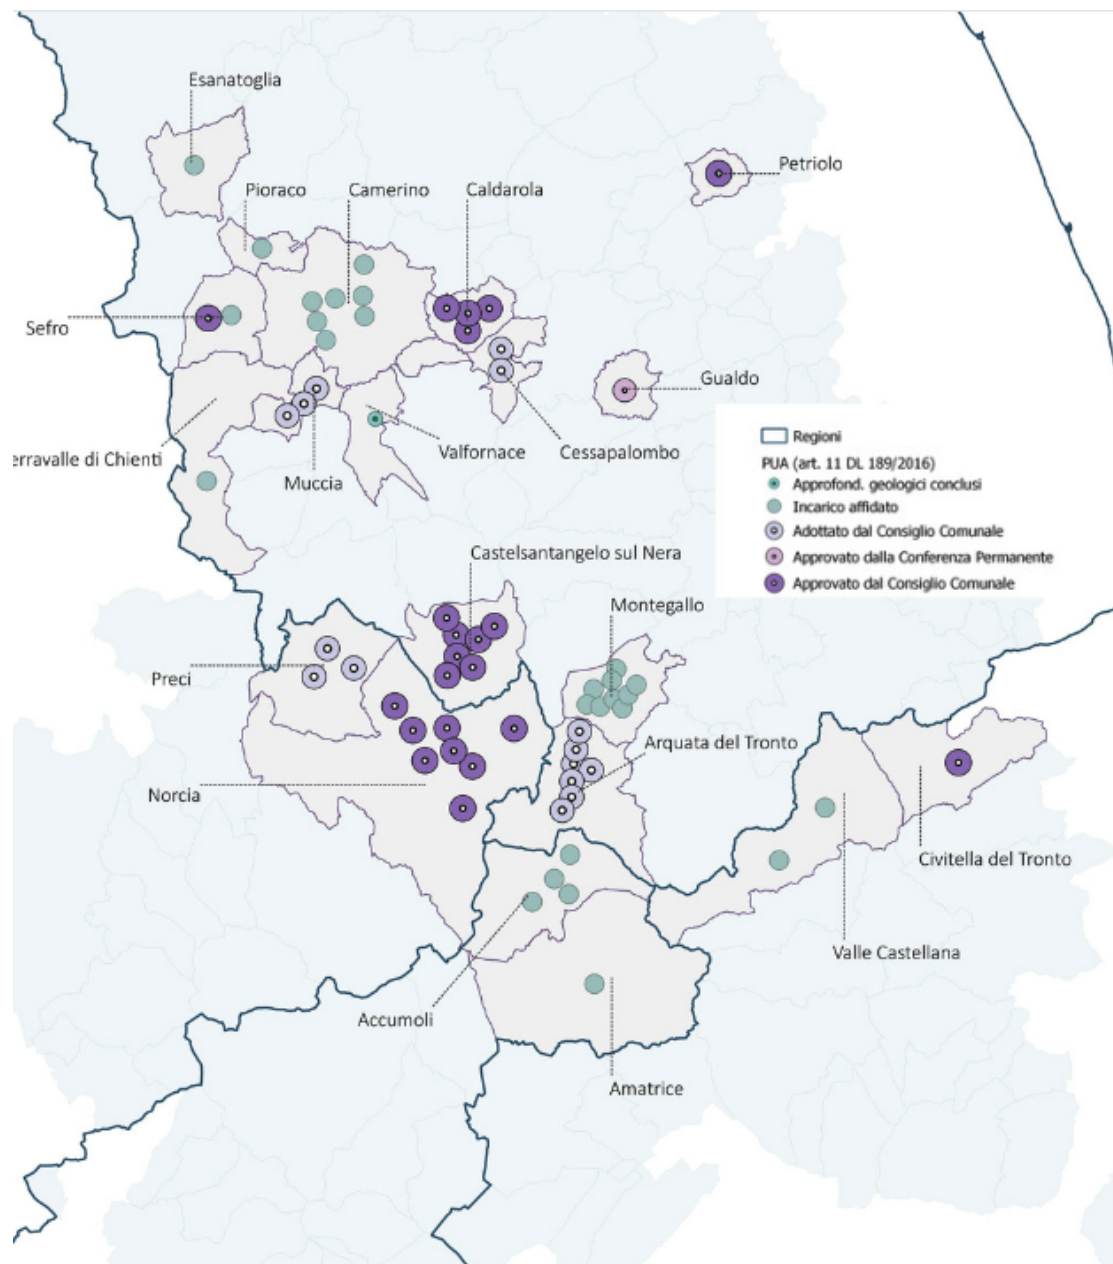 Esanatoglia
Petriolo
Pioraco
Camerino
Caldarola
Sefro
Gualdo
erravalle di Chienti
Valfornace
Cessapalombo
Muccia
Regioni
PUA (art. 11 DL 189/2016)
Approfond. geologici conclusi
Incarico affidato
Adottato dal Consiglio Comunale
Approvato dalla Conferenza Permanente
Approvato dal Consiglio Comunale
Castelsantangelo sul Nera
Montegallo
Preci
Arquata del Tronto
Norcia
Civitella del Tronto
Valle Castellana
Accumoli
Amatrice